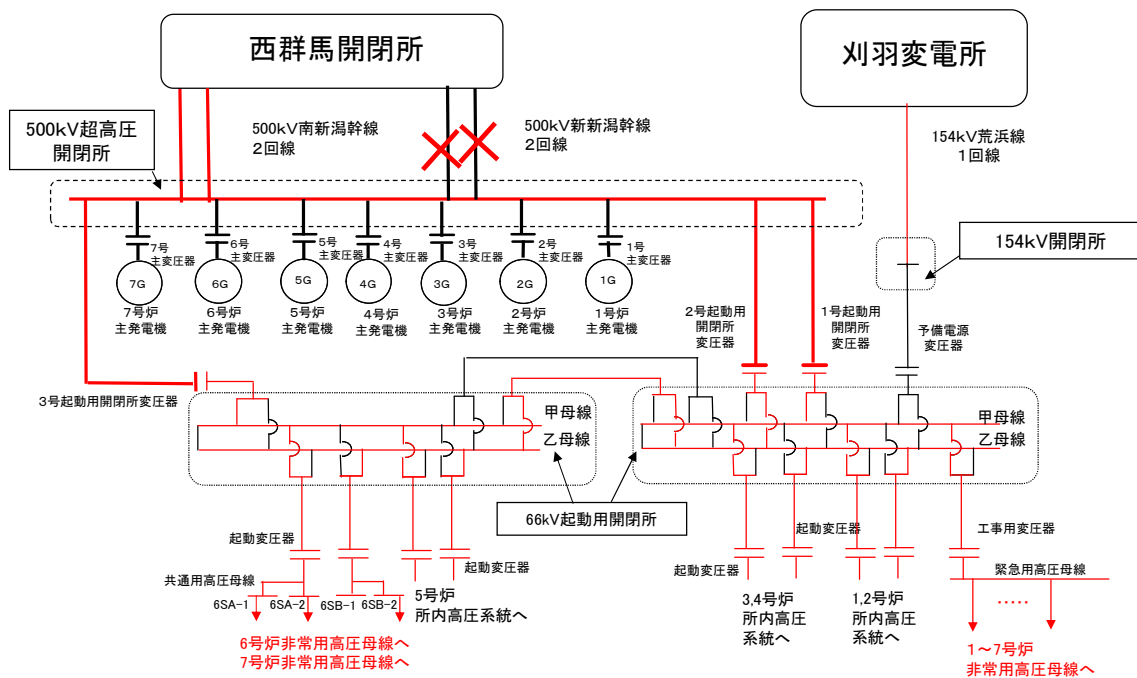 西群馬開閉所
刈羽変電所
500kV超高圧
開閉所
500kV南新潟幹線
2回線
500kV新新潟幹線
2回線
154kV荒浜線
1回線
154kV開閉所
7号
主変圧器
6号
主変圧器
5号
主変圧器
4号
主変圧器
3号
主変圧器
2号
主変圧器
1号
主変圧器
7G
6G
5G
4G
3G
2G
1G
7号炉
主発電機
6号炉
主発電機
5号炉
主発電機
4号炉
主発電機
3号炉
主発電機
2号炉
主発電機
1号炉
主発電機
2号起動用
開閉所
変圧器
1号起動用
開閉所
変圧器
予備電源
変圧器
3号起動用開閉所変圧器
甲母線
乙母線
甲母線
乙母線
66kV起動用開閉所
起動変圧器
共通用高圧母線
6SA-1
6SA-2
6SB-1
6SB-2
6号炉非常用高圧母線へ
7号炉非常用高圧母線へ
5号炉
所内高圧系統へ
起動変圧器
起動変圧器
3,4号炉
所内高圧
系統へ
起動変圧器
1,2号炉
所内高圧
系統へ
工事用変圧器
緊急用高圧母線
.....
1～7号炉
非常用高圧母線へ